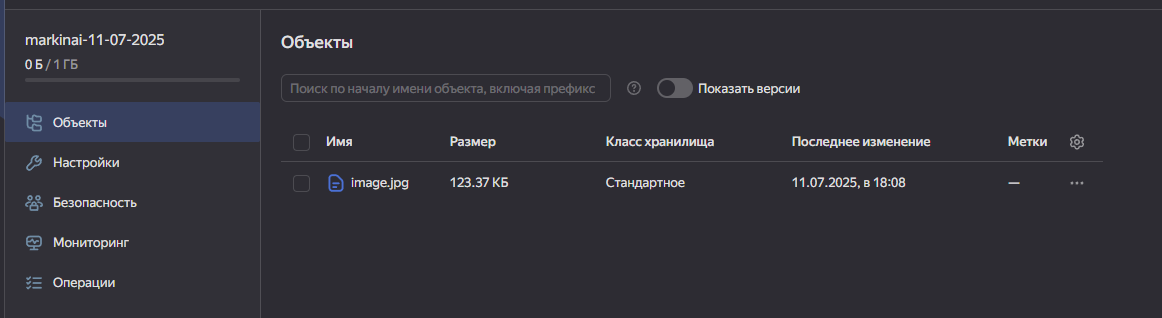 markinai-11-07-2025
0 Б / 1 ГБ
Объекты
Настройки
Безопасность
Мониторинг
Операции
Объекты
Поиск по началу имени объекта, включая префикс ? Показать версии
Имя Размер Класс хранилища Последнее изменение Метки
image.jpg 123.37 КБ Стандартное 11.07.2025, в 18:08 —